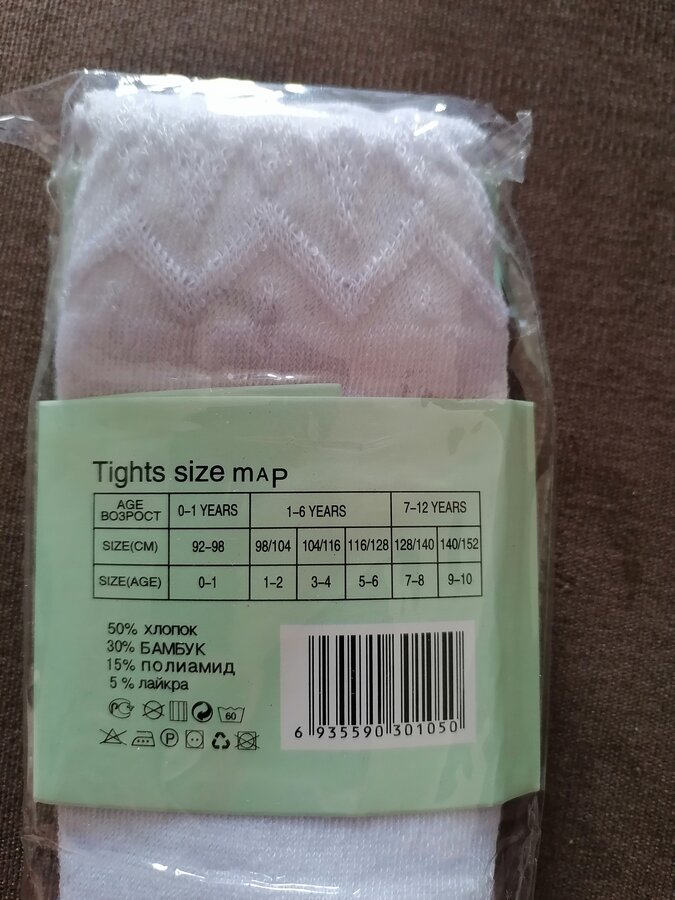 Tights size mAp
AGE ВОЗРОСТ 0-1 YEARS 1-6 YEARS 7-12 YEARS
SIZE(CM) 92-98 98/104 104/116 116/128 128/140 140/152
SIZE(AGE) 0-1 1-2 3-4 5-6 7-8 9-10
50% ХЛОПОК
30% БАМБУК
15% ПОЛИАМИД
5 % лайкра
60
P
6 935590 301050